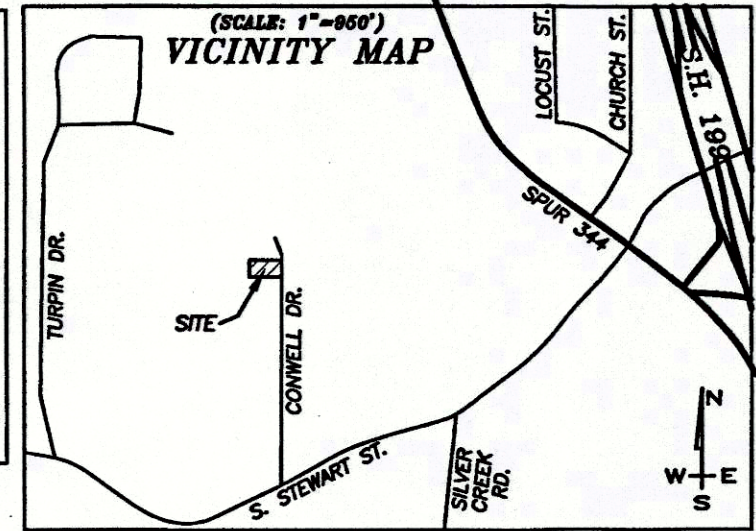 (SCALE: 1"=950')
VICINITY MAP
LOCUST ST.
CHURCH ST.
S.H. 199
SPUR 344
TURPIN DR.
SITE
CONWELL DR.
S. STEWART ST.
SILVER
CREEK
RD.
N
W E
S